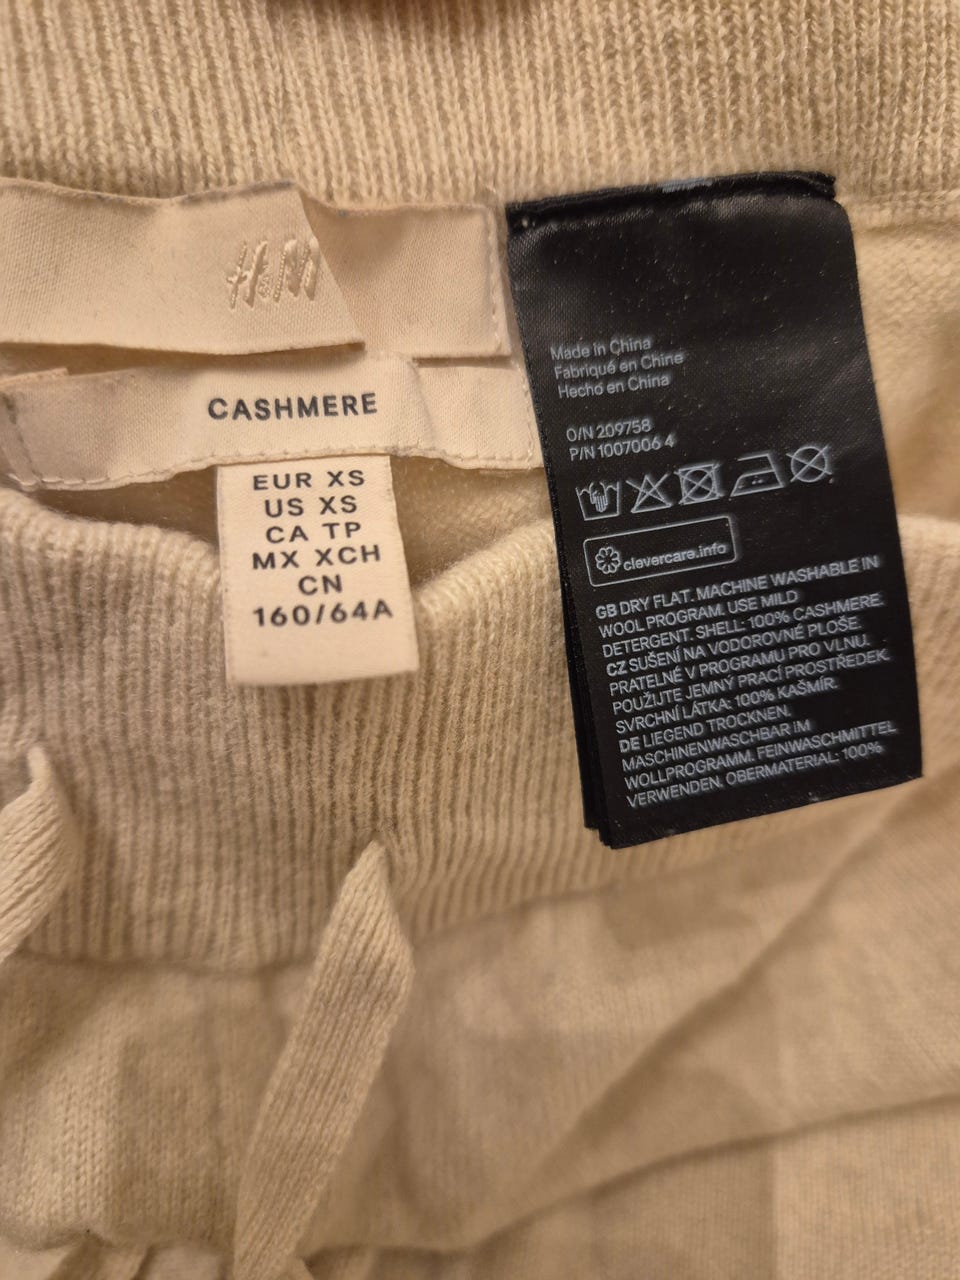 H&M
CASHMERE
EUR XS
US XS
CA TP
MX XCH
CN
160/64A
Made in China
Fabriqué en Chine
Hecho en China
O/N 209758
P/N 1007006 4
clevercare.info
GB DRY FLAT. MACHINE WASHABLE IN
WOOL PROGRAM. USE MILD
DETERGENT. SHELL: 100% CASHMERE.
CZ SUŠENÍ NA VODOROVNÉ PLOŠE.
PRATELNÉ V PROGRAMU PRO VLNU.
POUŽIJTE JEMNÝ PRACÍ PROSTŘEDEK.
SVRCHNÍ LÁTKA: 100% KAŠMÍR.
DE LIEGEND TROCKNEN.
MASCHINENWASCHBAR IM
WOLLPROGRAMM. FEINWASCHMITTEL
VERWENDEN. OBERMATERIAL: 100%